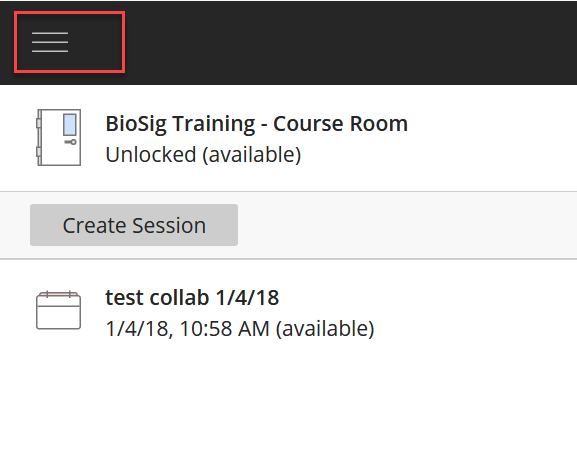 BioSig Training - Course Room
Unlocked (available)
Create Session
test collab 1/4/18
1/4/18, 10:58 AM (available)